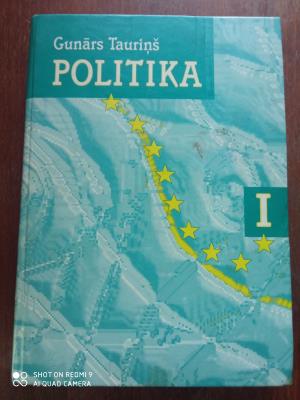 Gunārs Tauriņš
POLITIKA
I
SHOT ON REDMI 9
AI QUAD CAMERA